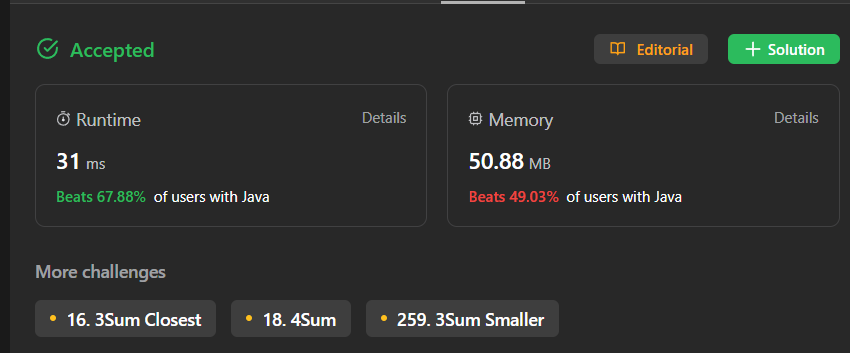 Accepted
Editorial
Solution
Runtime
Details
31 ms
Beats 67.88% of users with Java
Memory
Details
50.88 MB
Beats 49.03% of users with Java
More challenges
16. 3Sum Closest
18. 4Sum
259. 3Sum Smaller